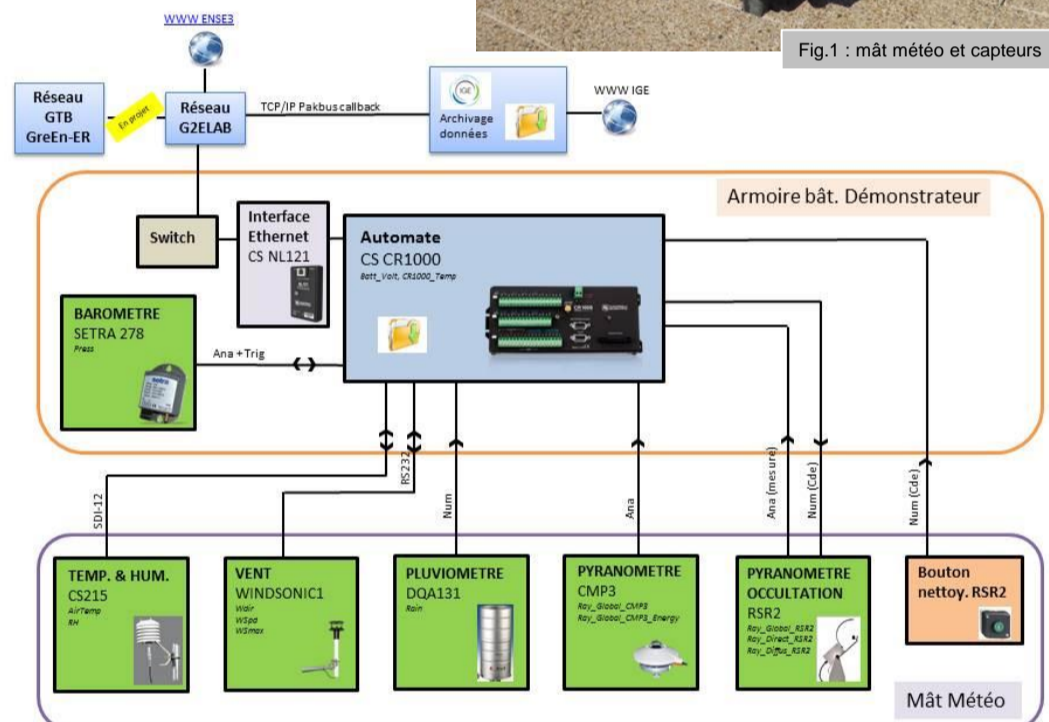 WWW ENSE3
Fig.1 : mât météo et capteurs
Réseau
GTB
GreEn-ER
En projet
Réseau
G2ELAB
TCP/IP Pakbus callback
IGE
Archivage
données
WWW IGE
Armoire bât. Démonstrateur
Switch
Interface
Ethernet
CS NL121
Automate
CS CR1000
Batt_Volt, CR1000_Temp
BAROMETRE
SETRA 278
Press
Ana + Trig
SDI-12
RS232
Num
Ana
Ana (mesure)
Num (Cde)
Num (Cde)
TEMP. & HUM.
CS215
AirTemp
RH
VENT
WINDSONIC1
Wdir
WSpd
WSmax
PLUVIOMETRE
DQA131
Rain
PYRANOMETRE
CMP3
Ray_Global_CMP3
Ray_Global_CMP3_Energy
PYRANOMETRE
OCCULTATION
RSR2
Ray_Global_RSR2
Ray_Direct_RSR2
Ray_Diffus_RSR2
Bouton
nettoy. RSR2
Mât Météo